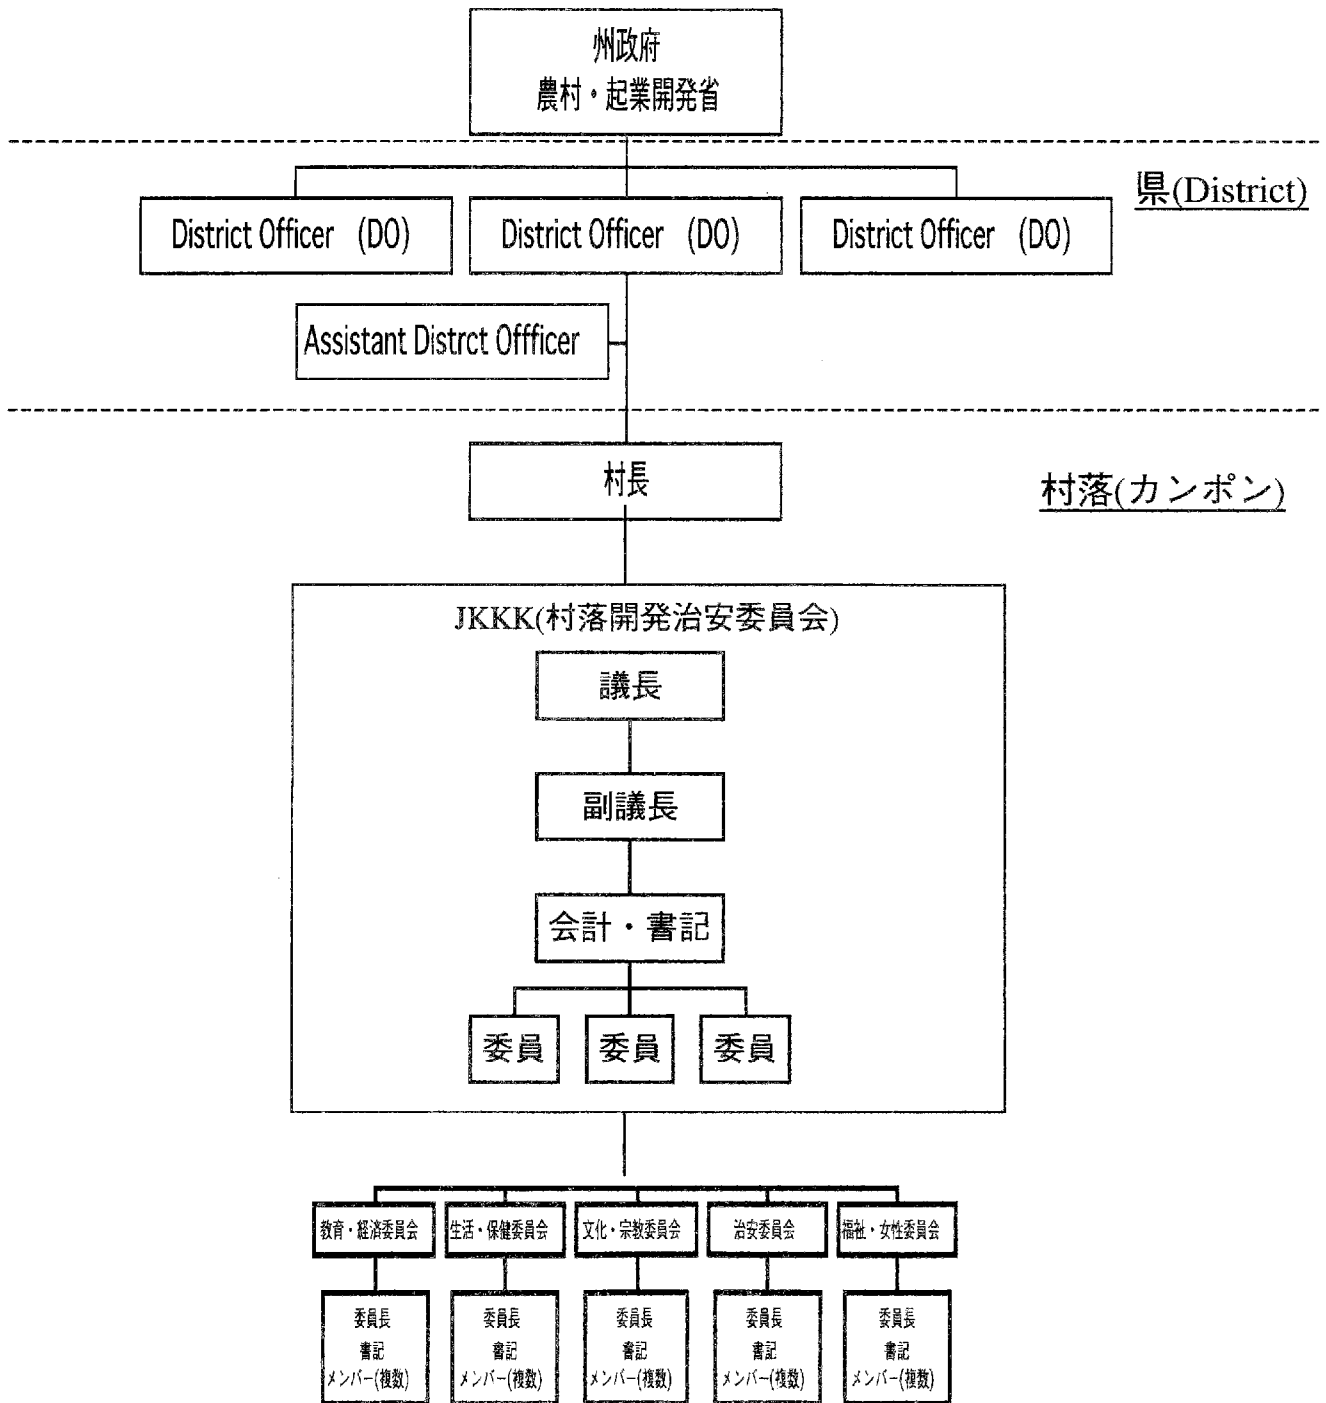 州政府
農村・起業開発省
県(District)
District Officer (DO)
District Officer (DO)
District Officer (DO)
Assistant Distrct Offficer
村長
村落(カンポン)
JKKK(村落開発治安委員会)
議長
副議長
会計・書記
委員
委員
委員
教育・経済委員会
生活・保健委員会
文化・宗教委員会
治安委員会
福祉・女性委員会
委員長
書記
メンバー(複数)
委員長
書記
メンバー(複数)
委員長
書記
メンバー(複数)
委員長
書記
メンバー(複数)
委員長
書記
メンバー(複数)